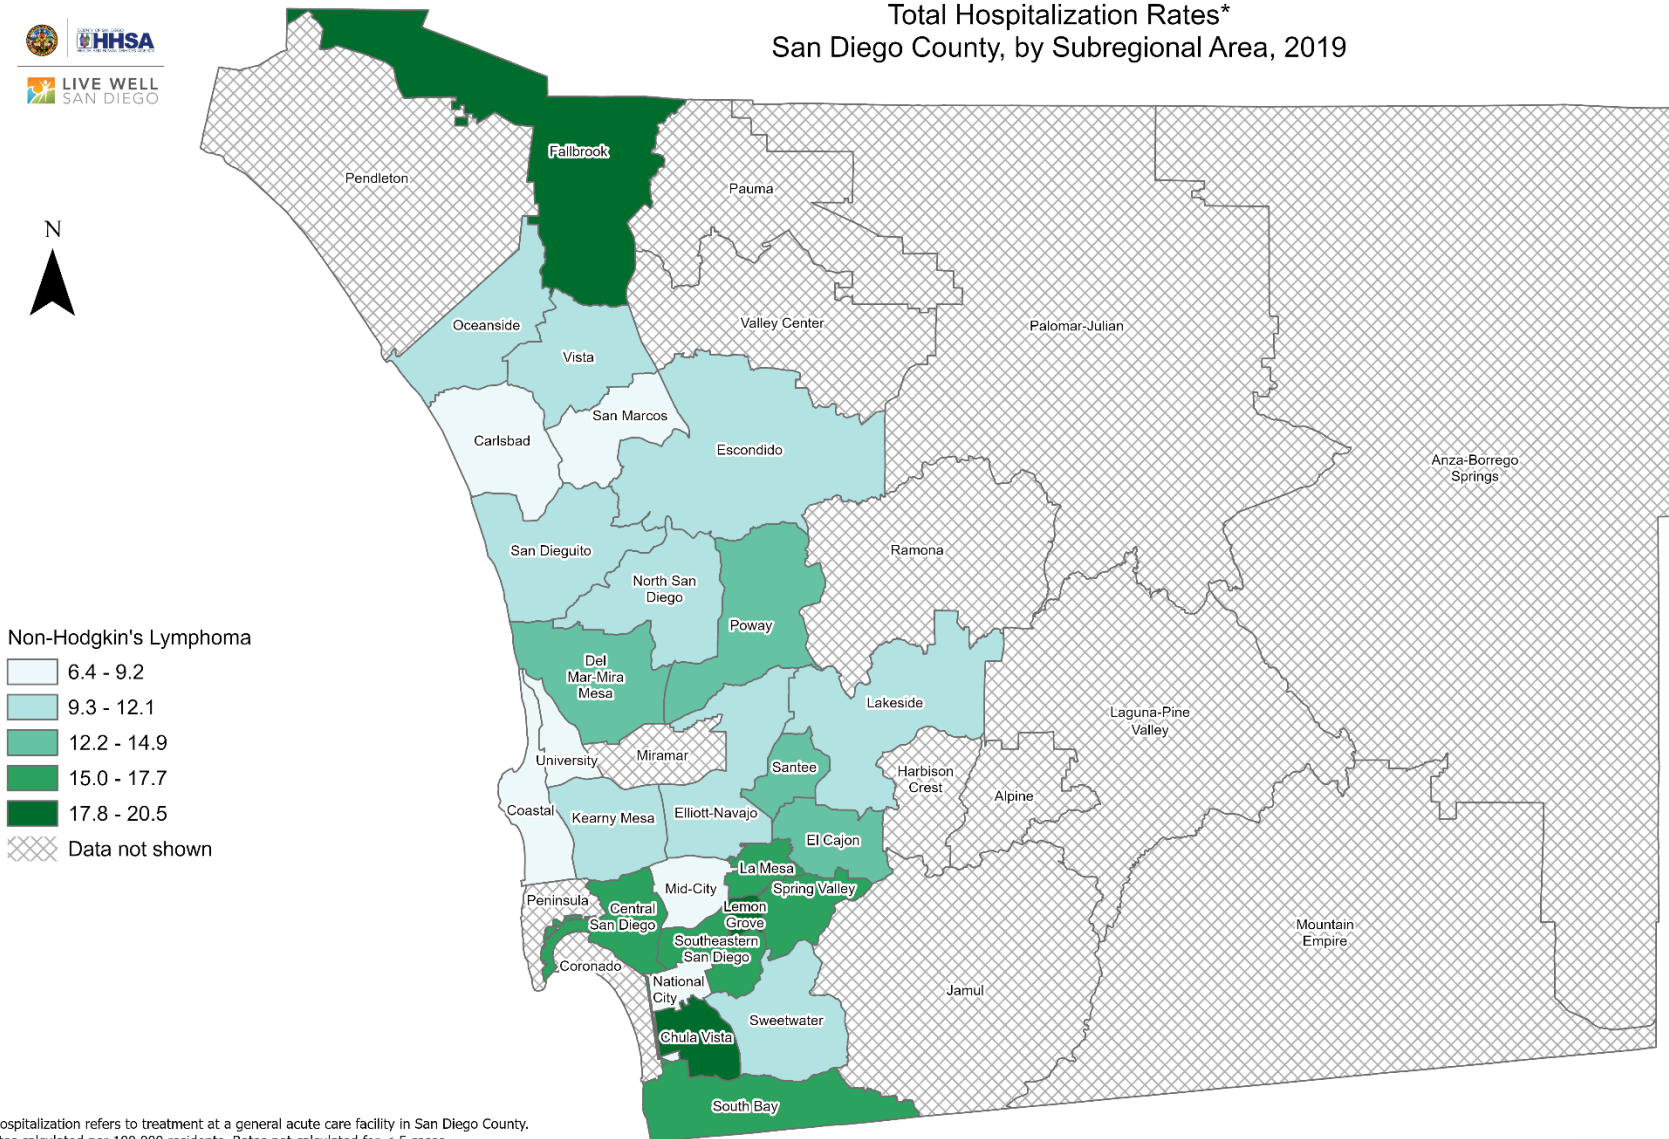 Total Hospitalization Rates*
San Diego County, by Subregional Area, 2019
HHSA
LIVE WELL
SAN DIEGO
N
Fallbrook
Pendleton
Pauma
Oceanside
Valley Center
Palomar-Julian
Vista
San Marcos
Carlsbad
Escondido
Anza-Borrego
Springs
San Dieguito
Ramona
North San
Diego
Poway
Del
Mar-Mira
Mesa
Lakeside
Laguna-Pine
Valley
University
Miramar
Santee
Harbison
Crest
Alpine
Coastal
Kearny Mesa
Elliott-Navajo
El Cajon
La Mesa
Mid-City
Spring Valley
Peninsula
Central
San Diego
Lemon
Grove
Southeastern
San Diego
Coronado
National
City
Mountain
Empire
Jamul
Sweetwater
Chula Vista
South Bay
Non-Hodgkin's Lymphoma
6.4 - 9.2
9.3 - 12.1
12.2 - 14.9
15.0 - 17.7
17.8 - 20.5
Data not shown
ospitalization refers to treatment at a general acute care facility in San Diego County.